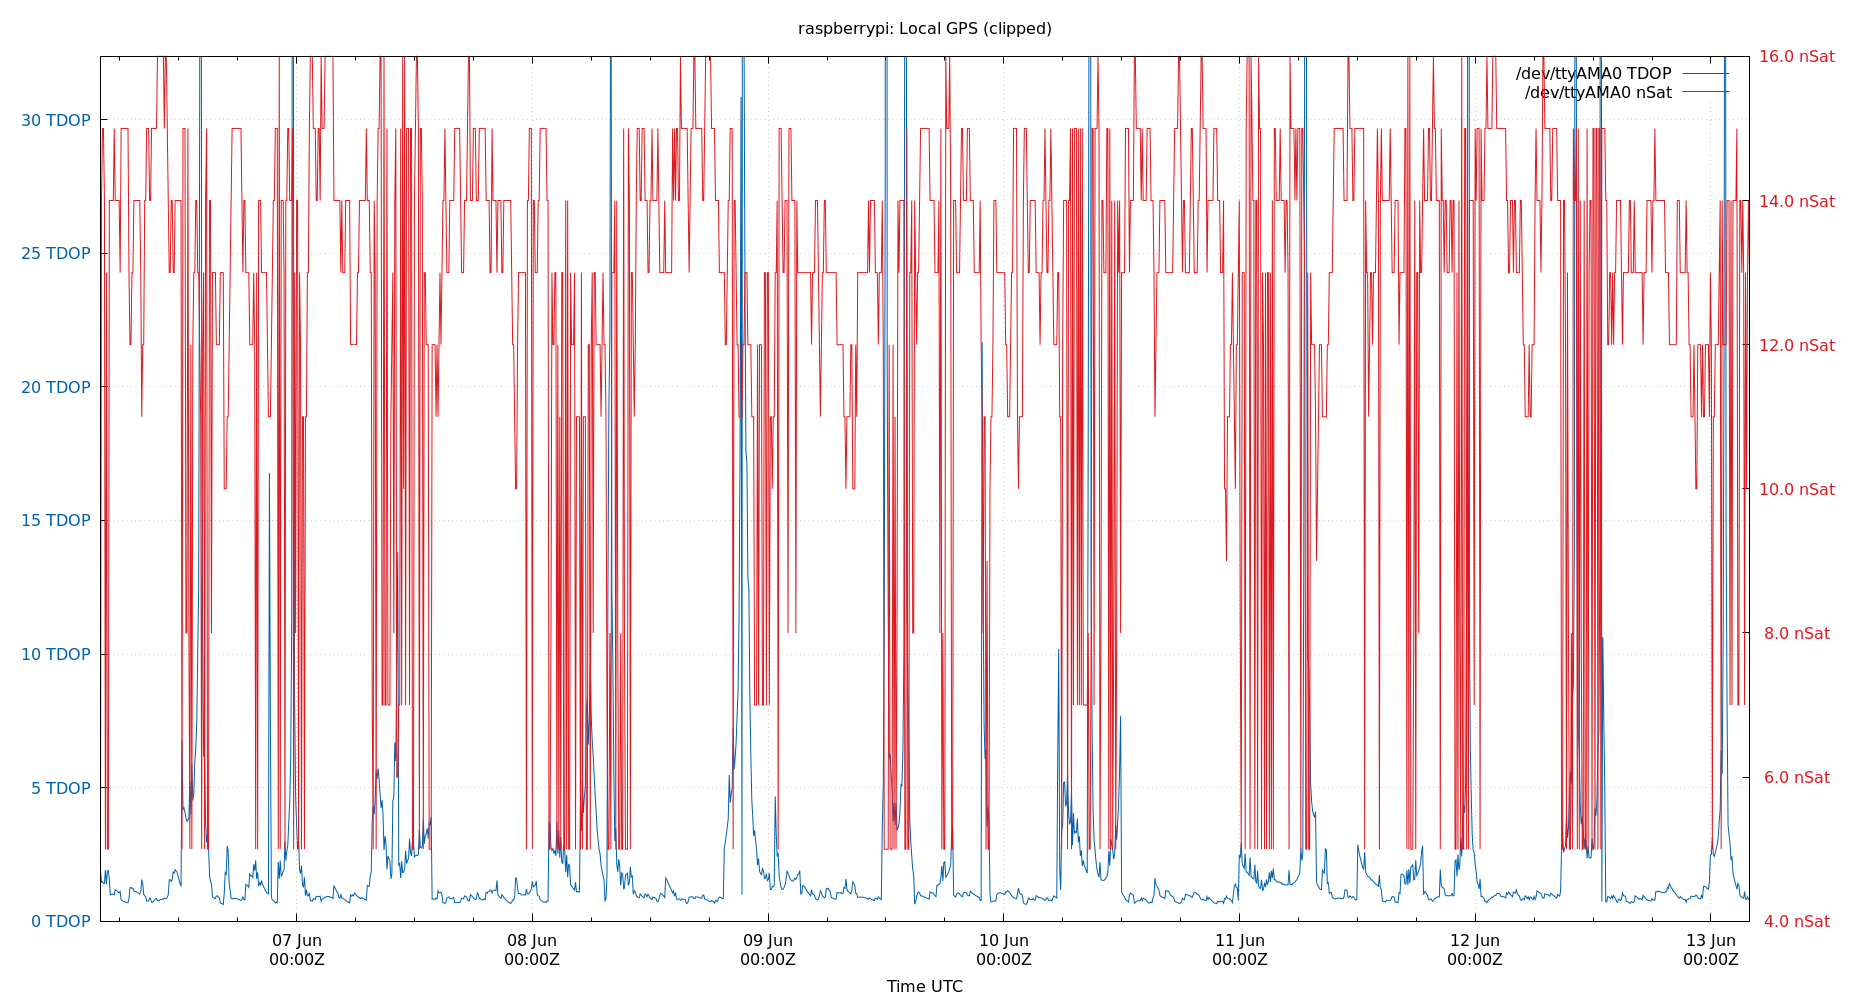 raspberrypi: Local GPS (clipped)
16.0 nSat
/dev/ttyAMA0 TDOP
/dev/ttyAMA0 nSat
30 TDOP
14.0 nSat
25 TDOP
12.0 nSat
20 TDOP
10.0 nSat
15 TDOP
8.0 nSat
10 TDOP
6.0 nSat
5 TDOP
0 TDOP
4.0 nSat
07 Jun 08 Jun 09 Jun 10 Jun 11 Jun 12 Jun 13 Jun
00:00Z 00:00Z 00:00Z 00:00Z 00:00Z 00:00Z 00:00Z
Time UTC